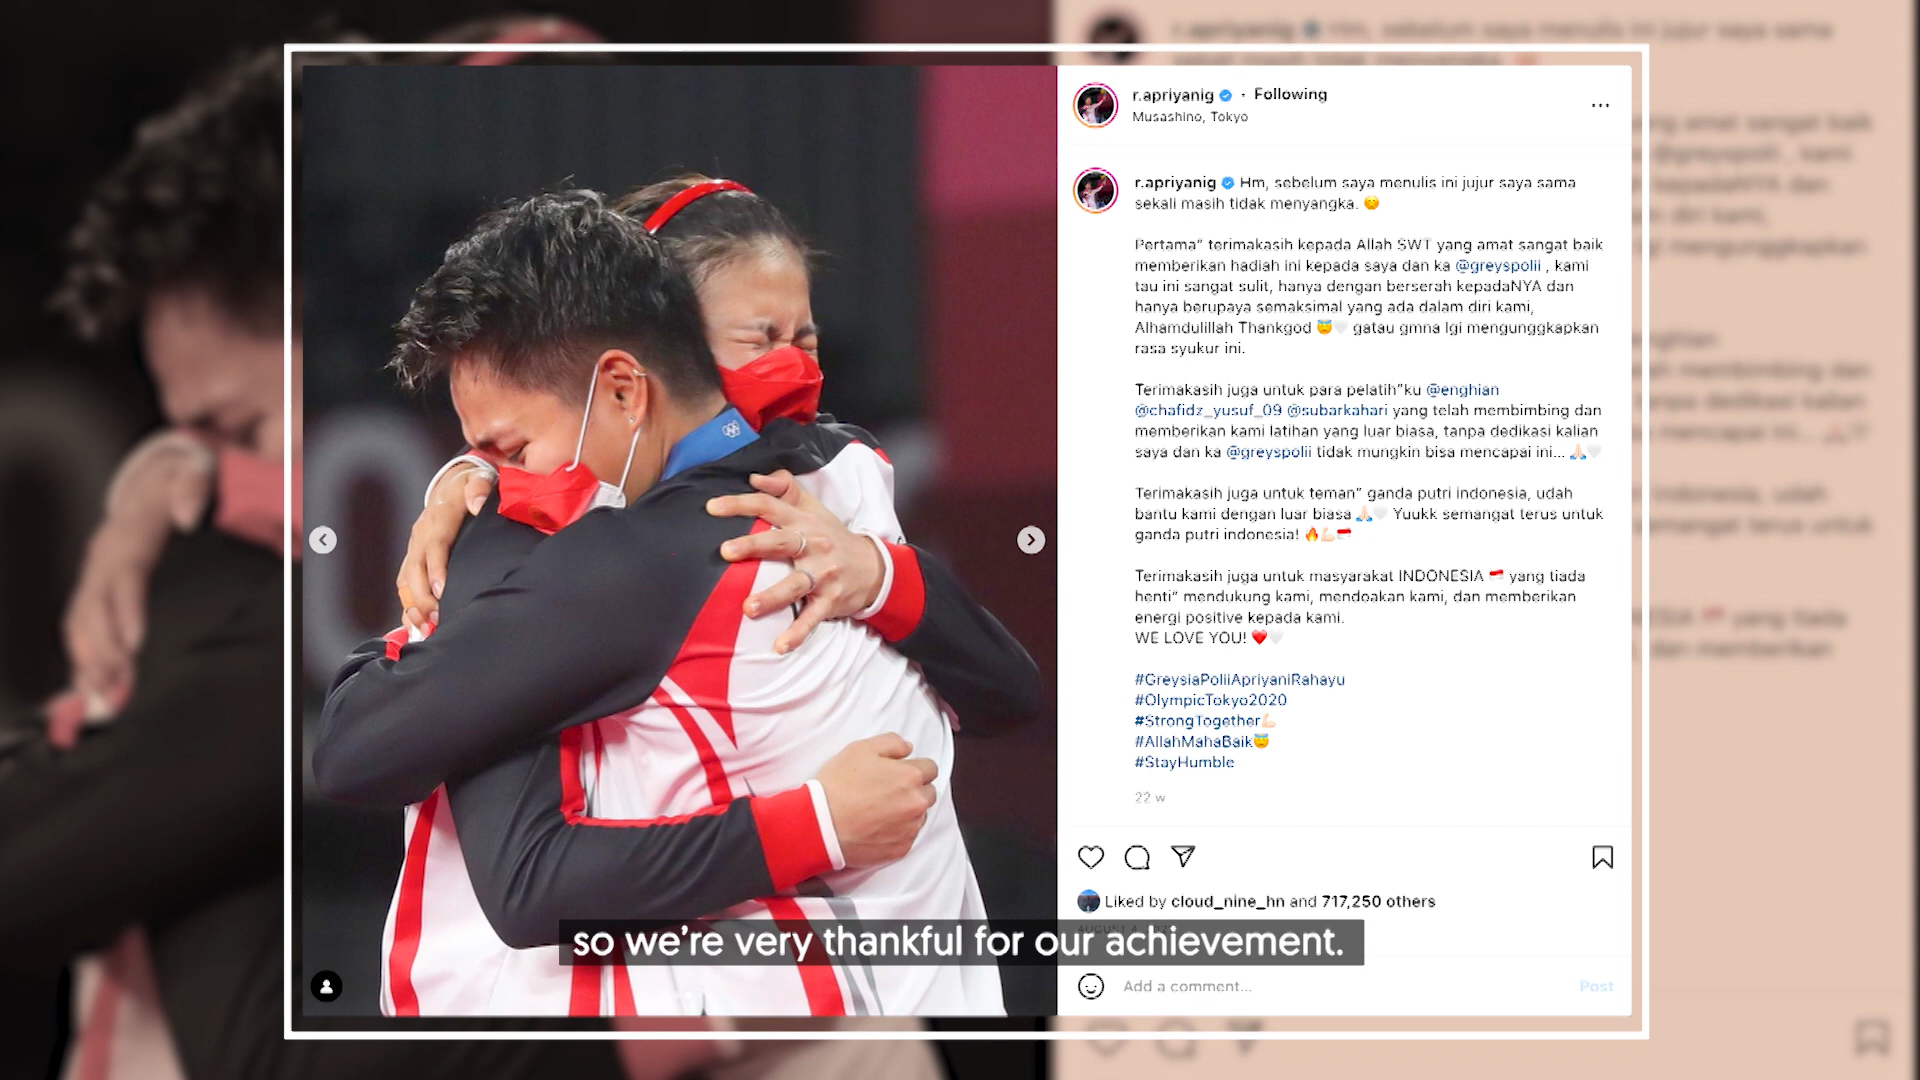 r.apriyanig • Following
Musashino, Tokyo
r.apriyanig Hm, sebelum saya menulis ini jujur saya sama
sekali masih tidak menyangka. 🥺
Pertama” terimakasih kepada Allah SWT yang amat sangat baik
memberikan hadiah ini kepada saya dan ka @greyspolii , kami
tau ini sangat sulit, hanya dengan berserah kepadaNYA dan
hanya berupaya semaksimal yang ada dalam diri kami,
Alhamdulillah Thankgod 😇🤍 gatau gmna lgi mengunggkapkan
rasa syukur ini.
Terimakasih juga untuk para pelatih”ku @enghian
@chafidz_yusuf_09 @subarkahari yang telah membimbing dan
memberikan kami latihan yang luar biasa, tanpa dedikasi kalian
saya dan ka @greyspolii tidak mungkin bisa mencapai ini... 🙏🏻🤍
Terimakasih juga untuk teman” ganda putri indonesia, udah
bantu kami dengan luar biasa 🙏🏻🤍 Yuukk semangat terus untuk
ganda putri indonesia! 🔥💪🏻🇮🇩
Terimakasih juga untuk masyarakat INDONESIA 🇮🇩 yang tiada
henti” mendukung kami, mendoakan kami, dan memberikan
energi positive kepada kami.
WE LOVE YOU! ❤️🤍
#GreysiaPoliiApriyaniRahayu
#OlympicTokyo2020
#StrongTogether💪🏻
#AllahMahaBaik😇
#StayHumble
22 w
Liked by cloud_nine_hn and 717,250 others
so we’re very thankful for our achievement.
Add a comment...
Post